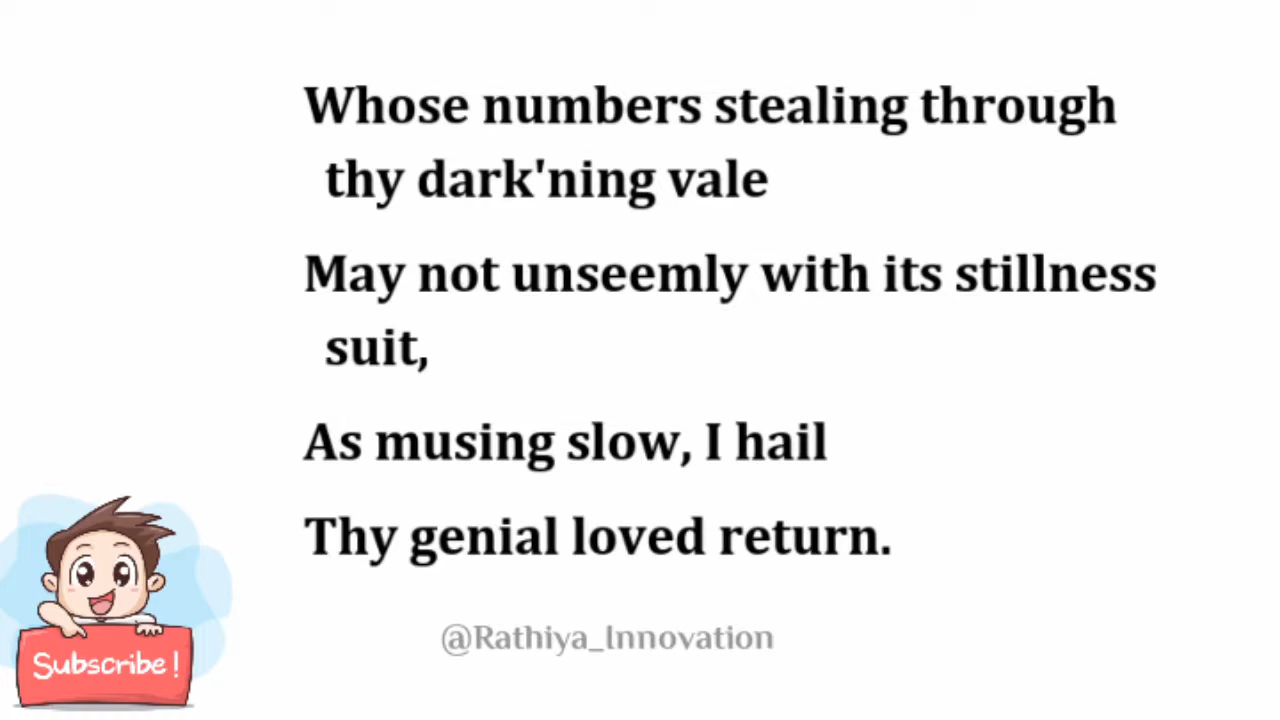 Whose numbers stealing through
thy dark'ning vale
May not unseemly with its stillness
suit,
As musing slow, I hail
Thy genial loved return.
@Rathiya_Innovation
Subscribe!